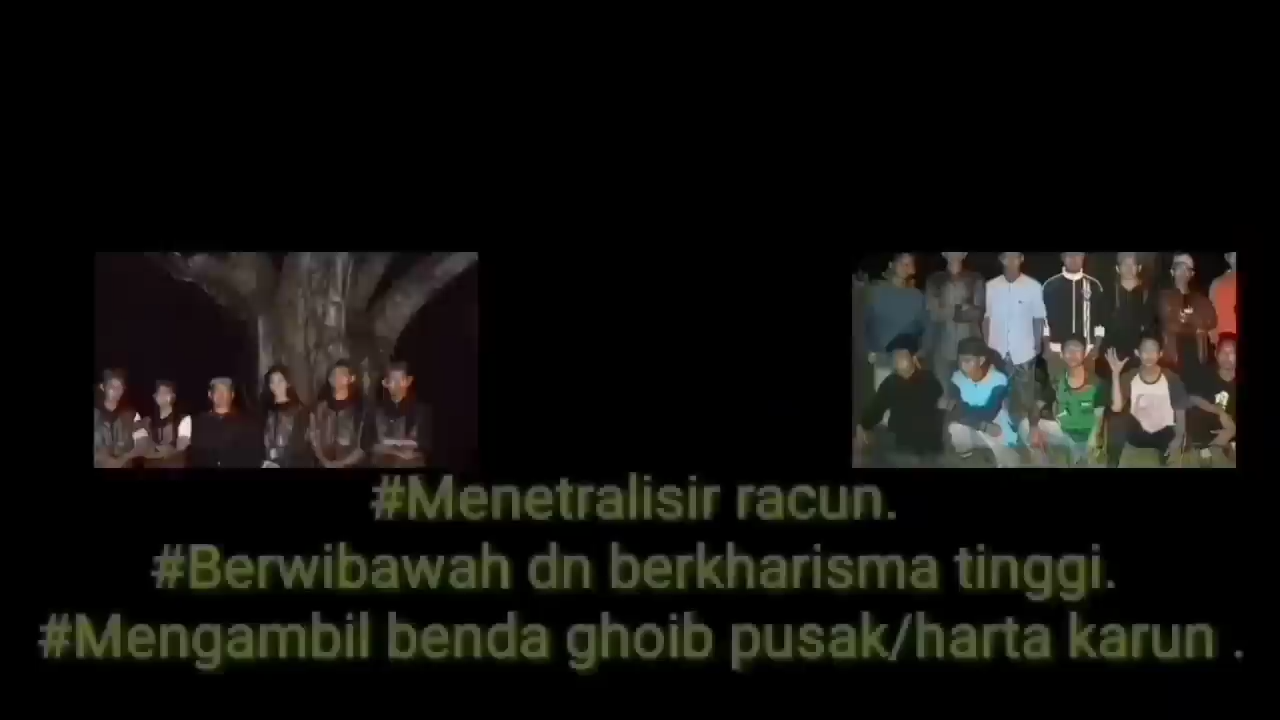 #Menetralisir racun.
#Berwibawah dn berkharisma tinggi.
#Mengambil benda ghoib pusak/harta karun .